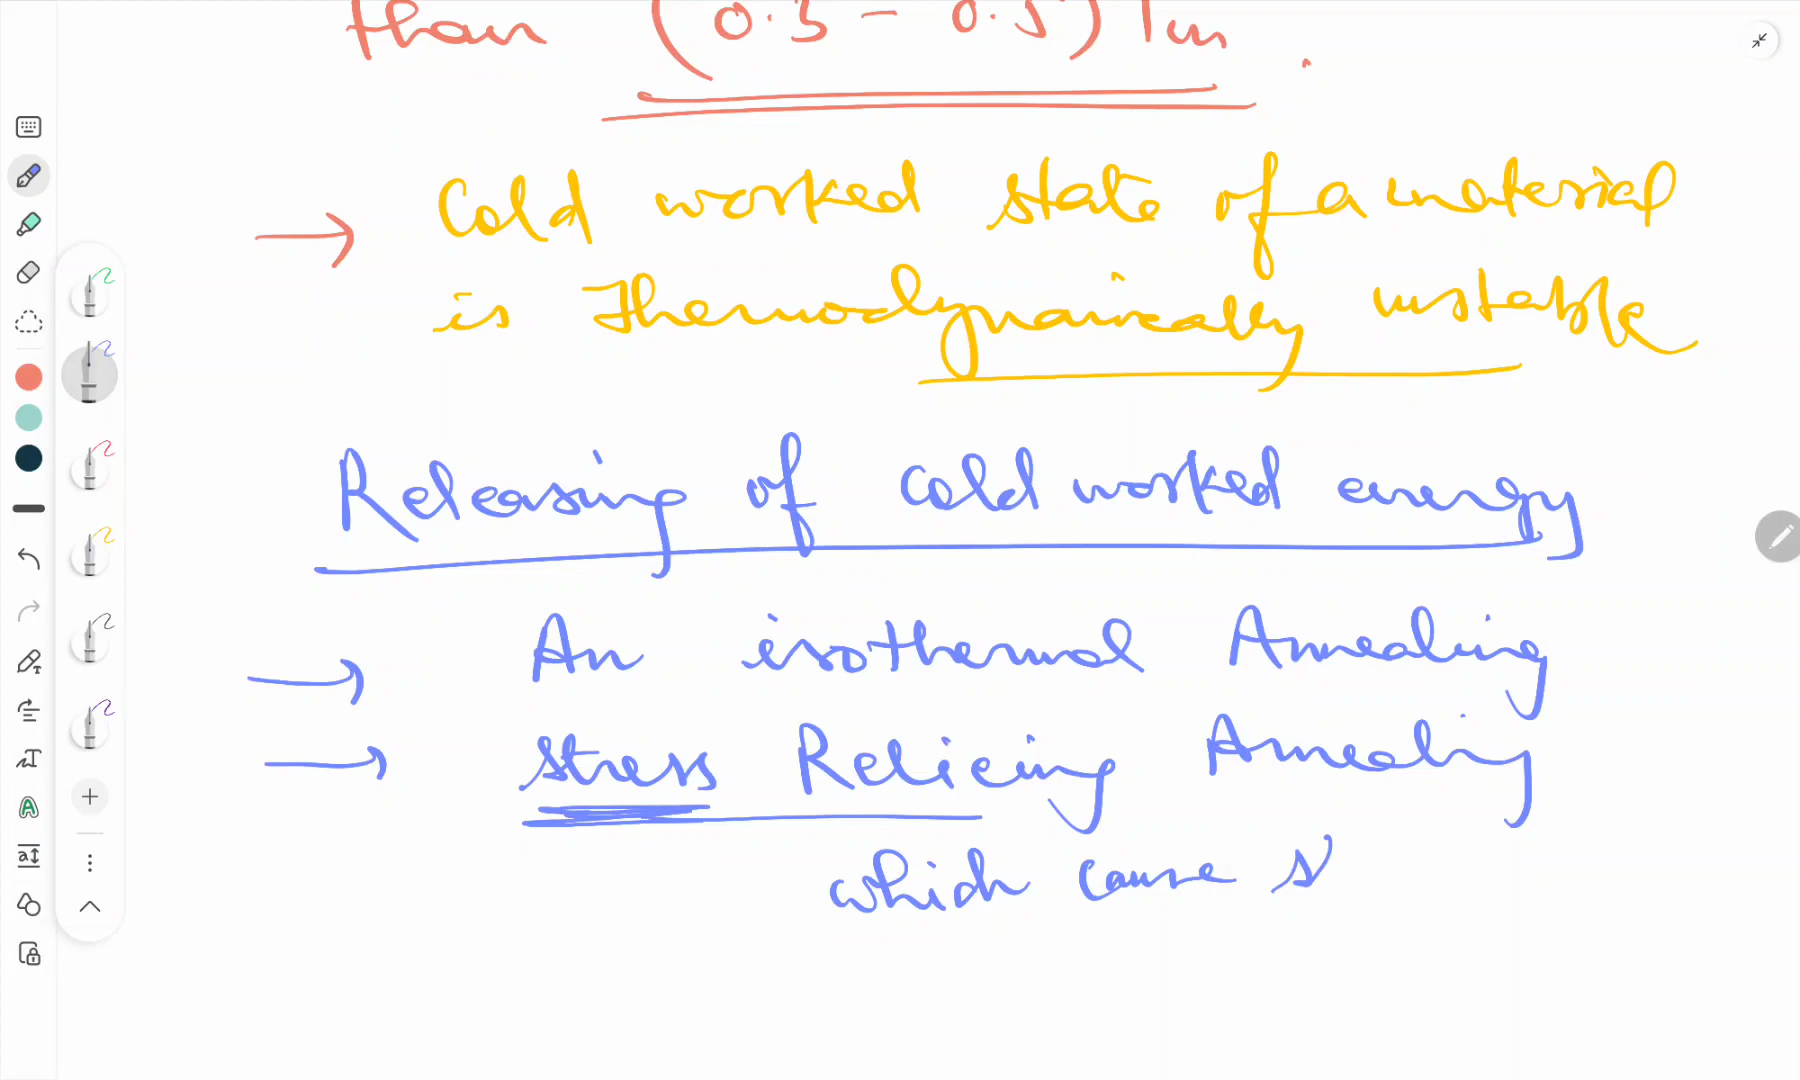 than (0.3 - 0.5) Tm.
→ Cold worked state of a material
is Thermodynamically unstable
Releasing of cold worked energy
→ An isothermal Annealing
→ stress Relieving Annealing
which cause s